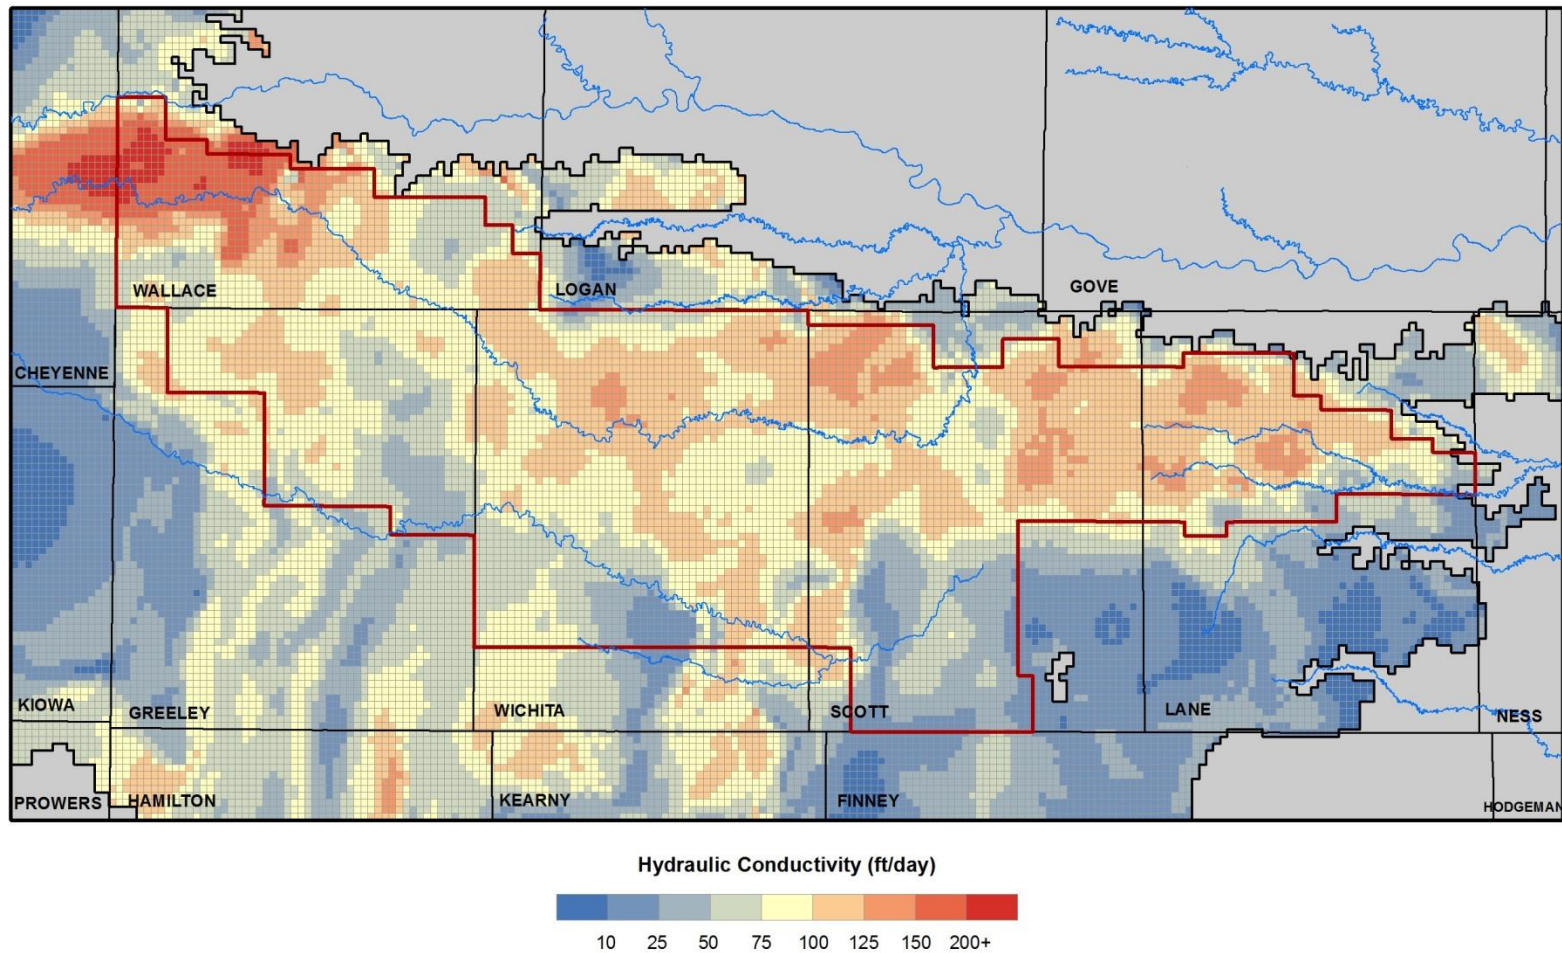 WALLACE
LOGAN
GOVE
CHEYENNE
KIOWA
GREELEY
WICHITA
SCOTT
LANE
NESS
PROWERS
HAMILTON
KEARNY
FINNEY
HODGEMAN
Hydraulic Conductivity (ft/day)
10 25 50 75 100 125 150 200+